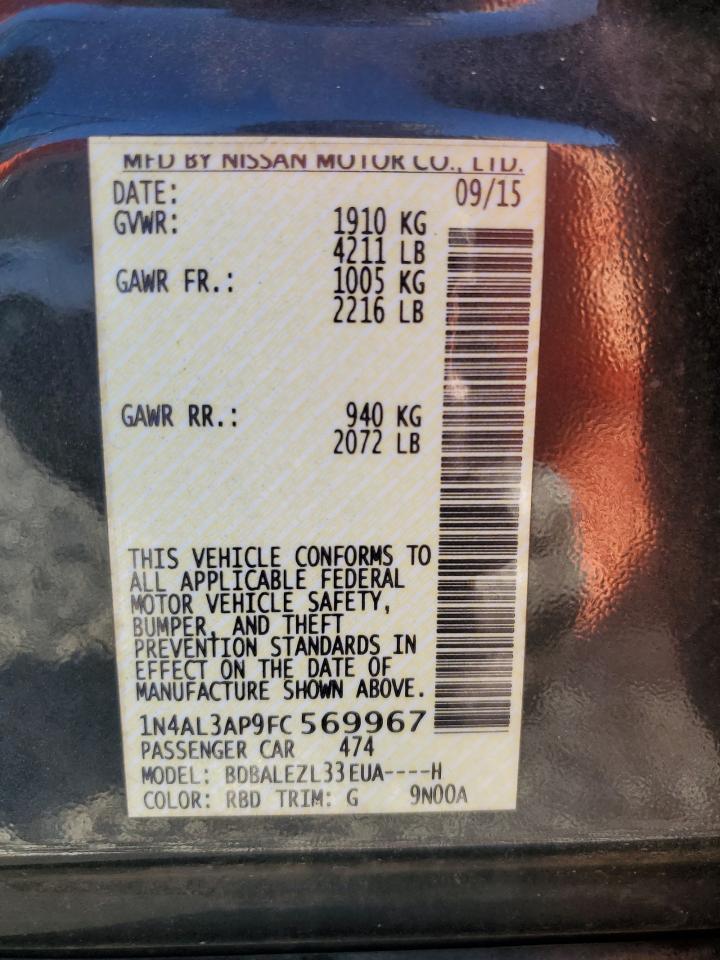 MFD BY NISSAN MOTOR CO., LTD.
DATE: 09/15
GVWR: 1910 KG
4211 LB
GAWR FR.: 1005 KG
2216 LB
GAWR RR.: 940 KG
2072 LB
THIS VEHICLE CONFORMS TO
ALL APPLICABLE FEDERAL
MOTOR VEHICLE SAFETY,
BUMPER, AND THEFT
PREVENTION STANDARDS IN
EFFECT ON THE DATE OF
MANUFACTURE SHOWN ABOVE.
1N4AL3AP9FC569967
PASSENGER CAR 474
MODEL: BDBALEZL33EUA----H
COLOR: RBD TRIM: G 9N00A